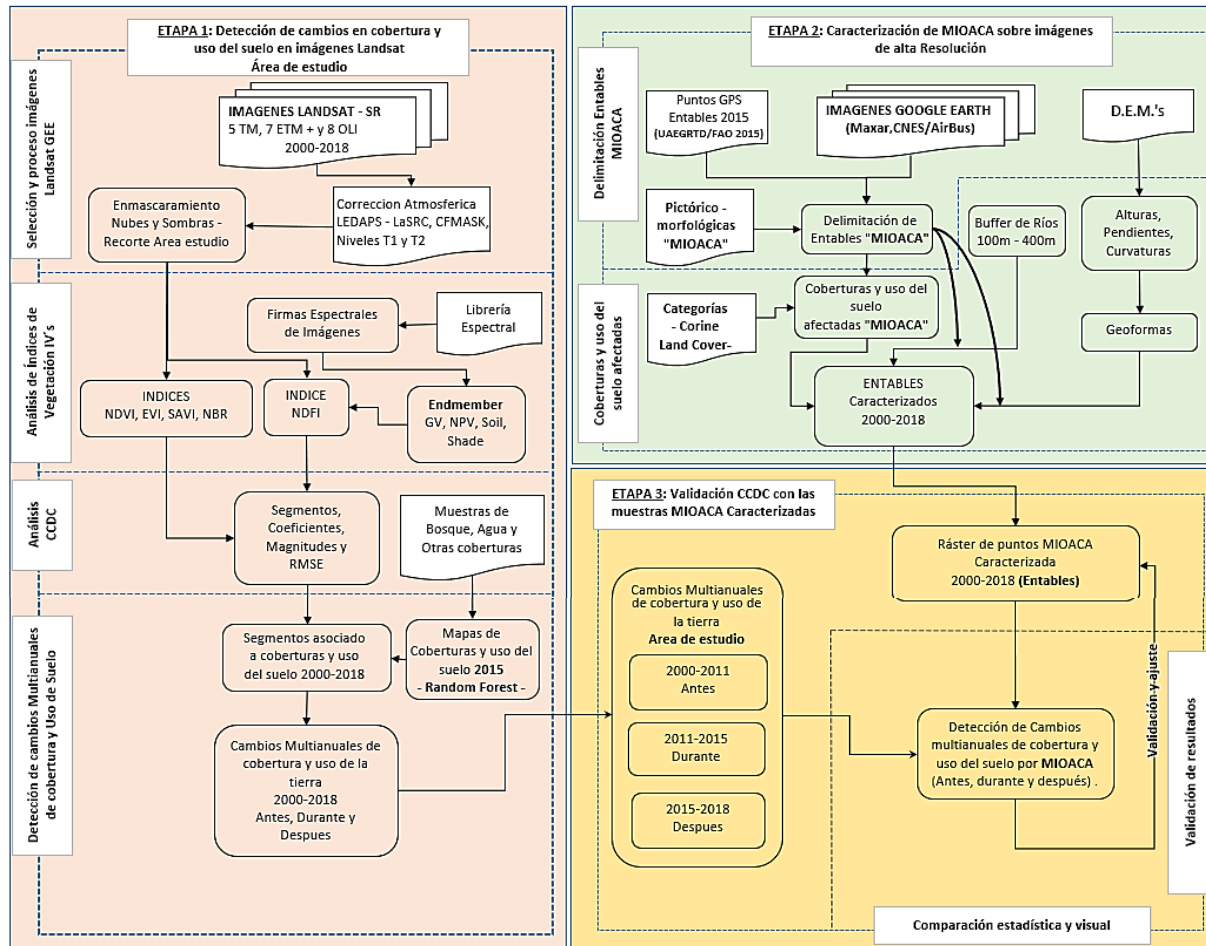 ETAPA 1: Detección de cambios en cobertura y
uso del suelo en imágenes Landsat
Área de estudio
Selección y proceso imágenes
Landsat GEE
IMAGENES LANDSAT - SR
5 TM, 7 ETM + y 8 OLI
2000-2018
Enmascaramiento
Nubes y Sombras -
Recorte Area estudio
Correccion Atmosferica
LEDAPS - LaSRC, CFMASK,
Niveles T1 y T2
Análisis de Índices de
Vegetación IV´s
Firmas Espectrales
de Imágenes
Librería
Espectral
INDICES
NDVI, EVI, SAVI, NBR
INDICE
NDFI
Endmember
GV, NPV, Soil,
Shade
Análisis
CCDC
Segmentos,
Coeficientes,
Magnitudes y
RMSE
Muestras de
Bosque, Agua y
Otras coberturas
Detección de cambios Multianuales
de cobertura y Uso de Suelo
Segmentos asociado
a coberturas y uso
del suelo 2000-2018
Mapas de
Coberturas y uso del
suelo 2015
- Random Forest -
Cambios Multianuales de
cobertura y uso de la
tierra
2000-2018
Antes, Durante y
Despues
ETAPA 2: Caracterización de MIOACA sobre imágenes
de alta Resolución
Delimitación Entables
MIOACA
Puntos GPS
Entables 2015
(UAEGRTD/FAO 2015)
IMAGENES GOOGLE EARTH
(Maxar,CNES/AirBus)
D.E.M.'s
Pictórico -
morfológicas
"MIOACA"
Delimitación de
Entables "MIOACA"
Buffer de Ríos
100m - 400m
Alturas,
Pendientes,
Curvaturas
Coberturas y uso del
suelo afectadas
Categorías
- Corine
Land Cover-
Coberturas y uso del
suelo
afectadas "MIOACA"
Geoformas
ENTABLES
Caracterizados
2000-2018
ETAPA 3: Validación CCDC con las
muestras MIOACA Caracterizadas
Cambios Multianuales
de cobertura y uso de
la tierra
Area de estudio
2000-2011
Antes
2011-2015
Durante
2015-2018
Despues
Ráster de puntos MIOACA
Caracterizada
2000-2018 (Entables)
Detección de Cambios
multianuales de cobertura y
uso del suelo por MIOACA
(Antes, durante y después) .
Validación y ajuste
Validación de resultados
Comparación estadística y visual